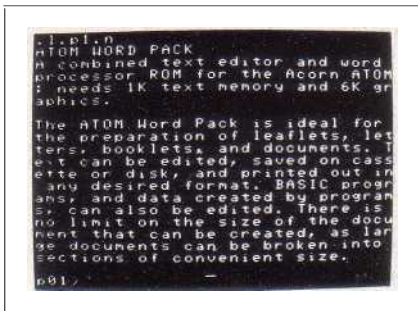 .l.p1.n
ATOM WORD PACK
A combined text editor and word
processor ROM for the Acorn ATOM
: needs 1K text memory and 6K gr
aphics.
The ATOM Word Pack is ideal for
the preparation of leaflets, let
ters, booklets, and documents. T
ext can be edited, saved on cass
ette or disk, and printed out in
any desired format. BASIC progr
ams, and data created by program
s, can also be edited. There is
no limit on the size of the docu
ment that can be created, as lar
ge documents can be broken into
sections of convenient size.
p01>